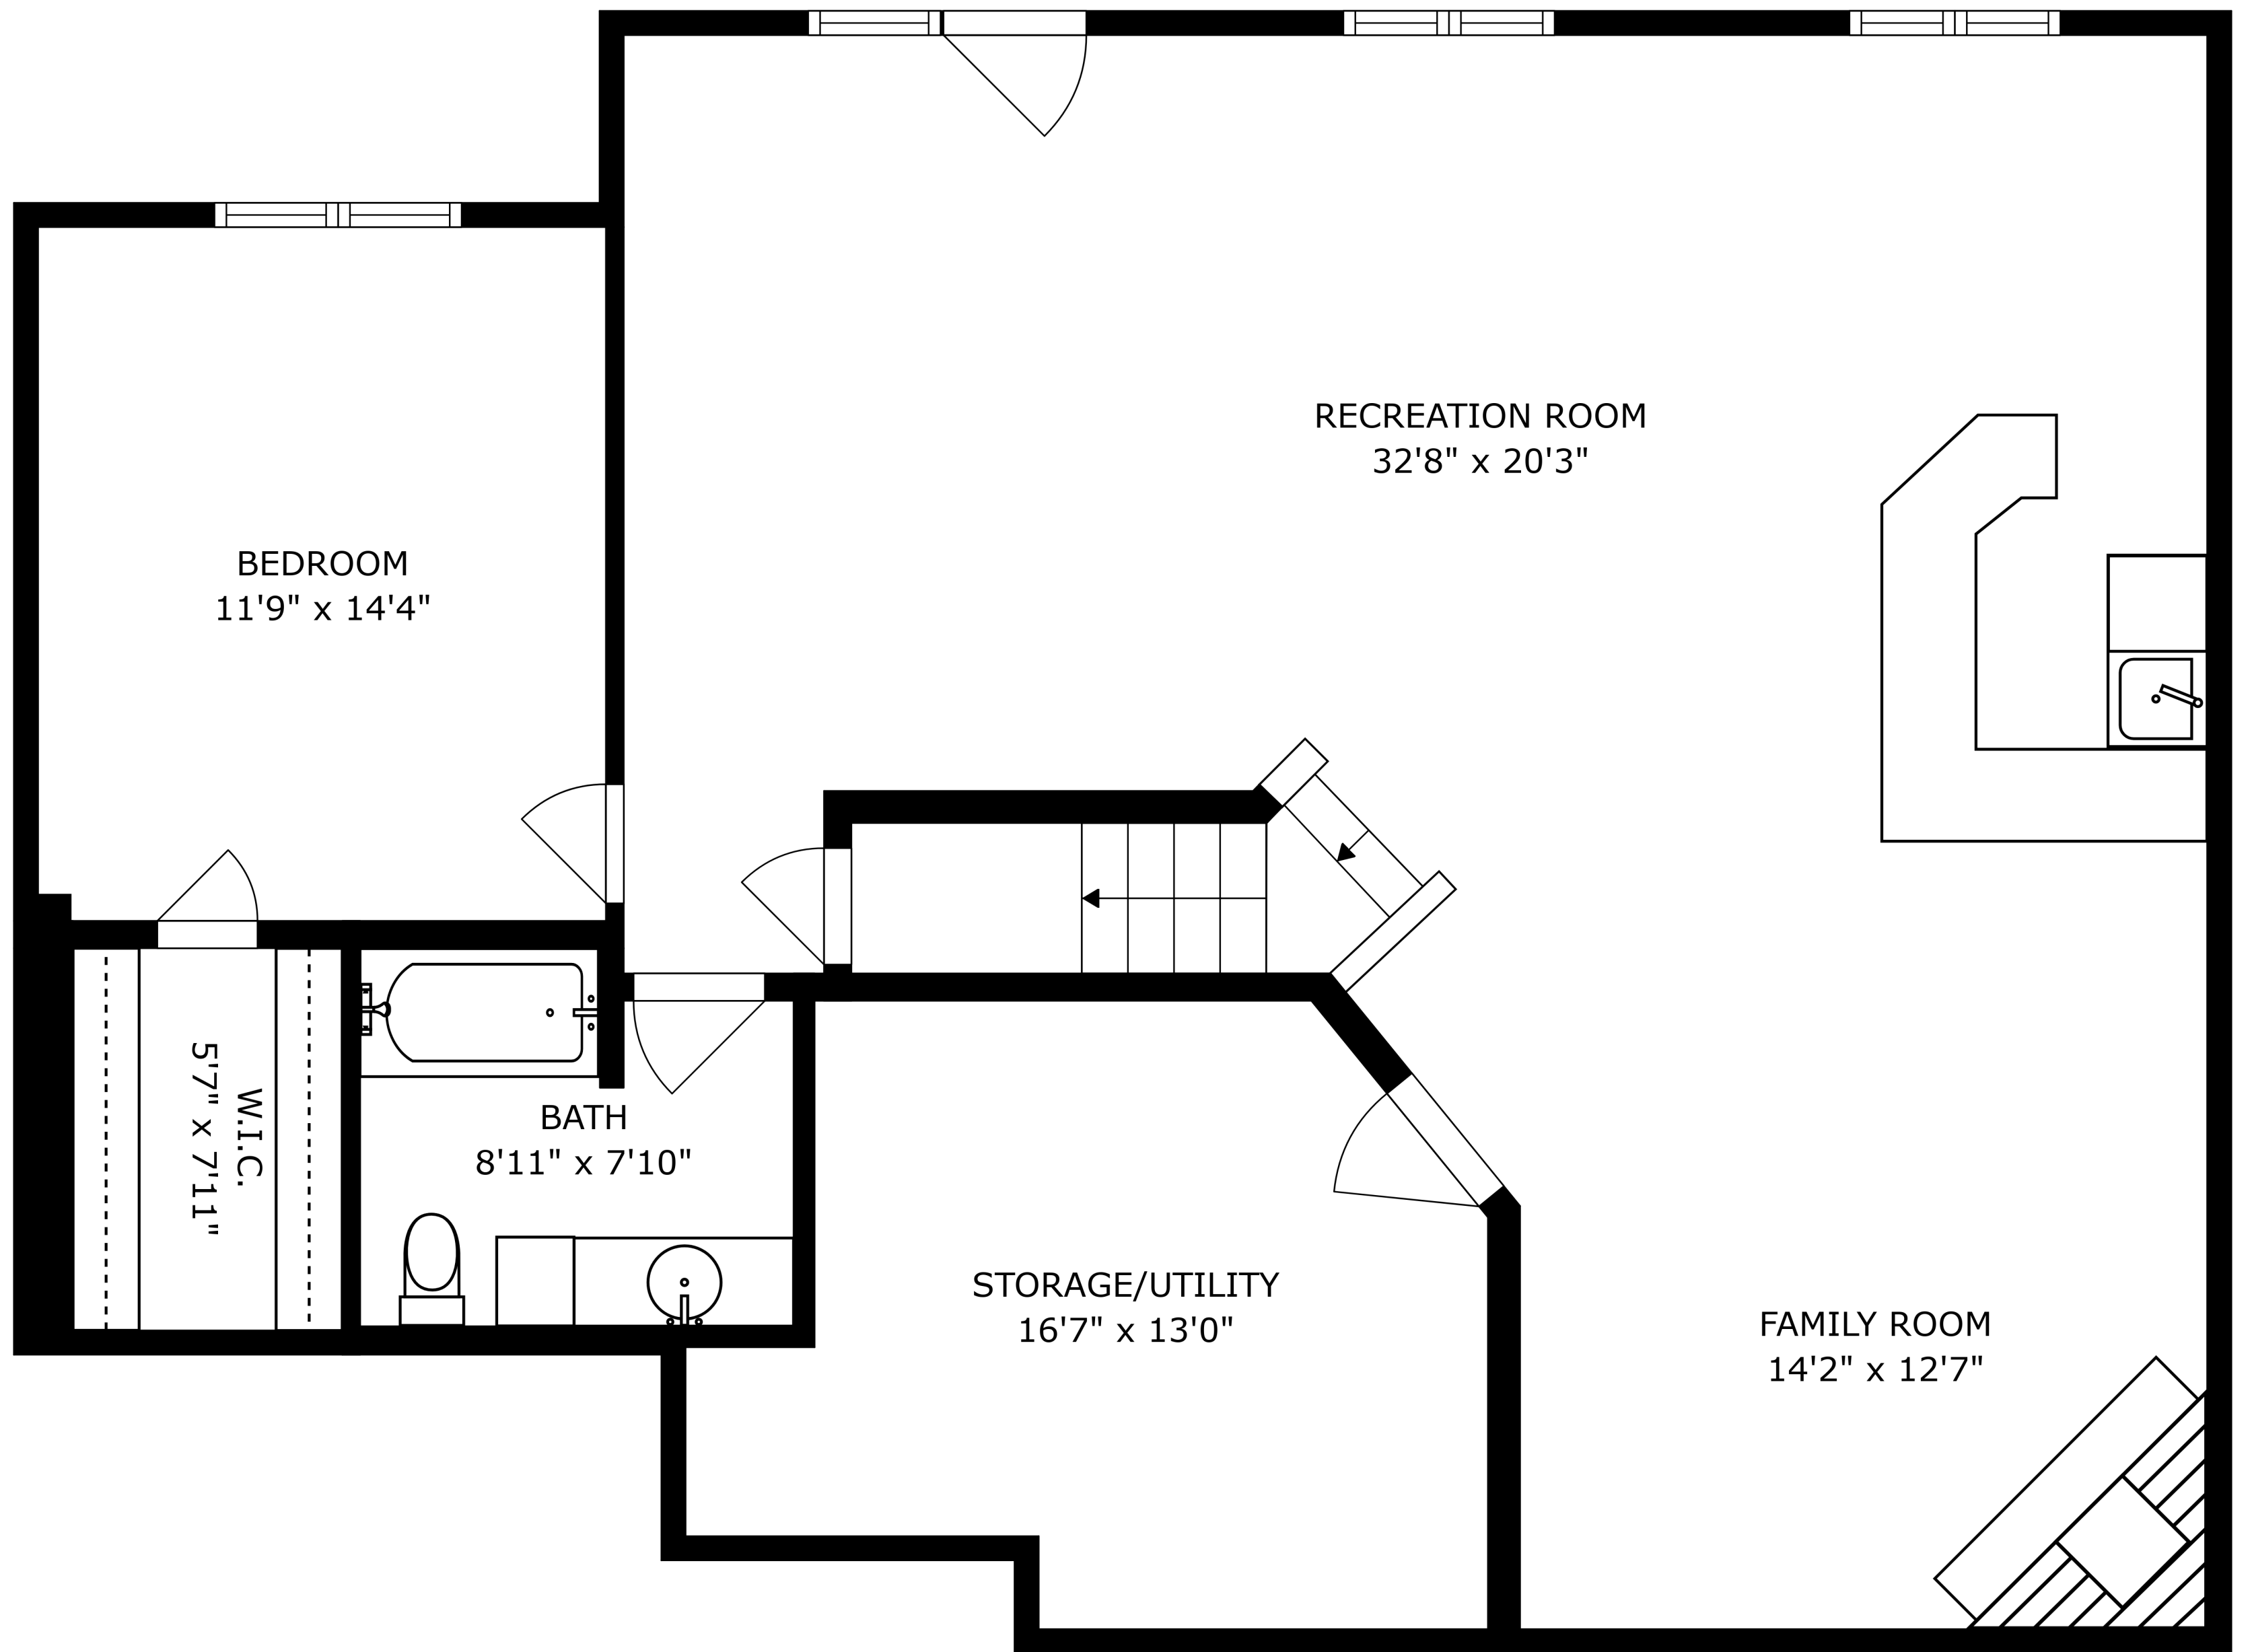 RECREATION ROOM
32'8" x 20'3"
BEDROOM
11'9" x 14'4"
W.I.C.
5'7" x 7'11"
BATH
8'11" x 7'10"
STORAGE/UTILITY
16'7" x 13'0"
FAMILY ROOM
14'2" x 12'7"